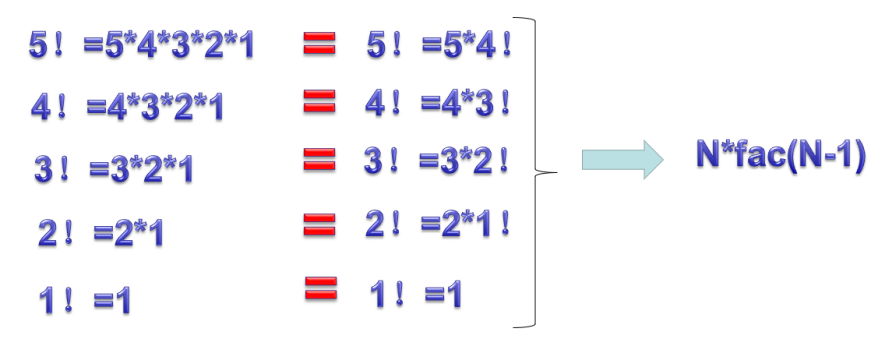 5！=5*4*3*2*1 = 5！=5*4！
4！=4*3*2*1 = 4！=4*3！
3！=3*2*1 = 3！=3*2！
N*fac(N-1)
2！=2*1 = 2！=2*1！
1！=1 = 1！=1